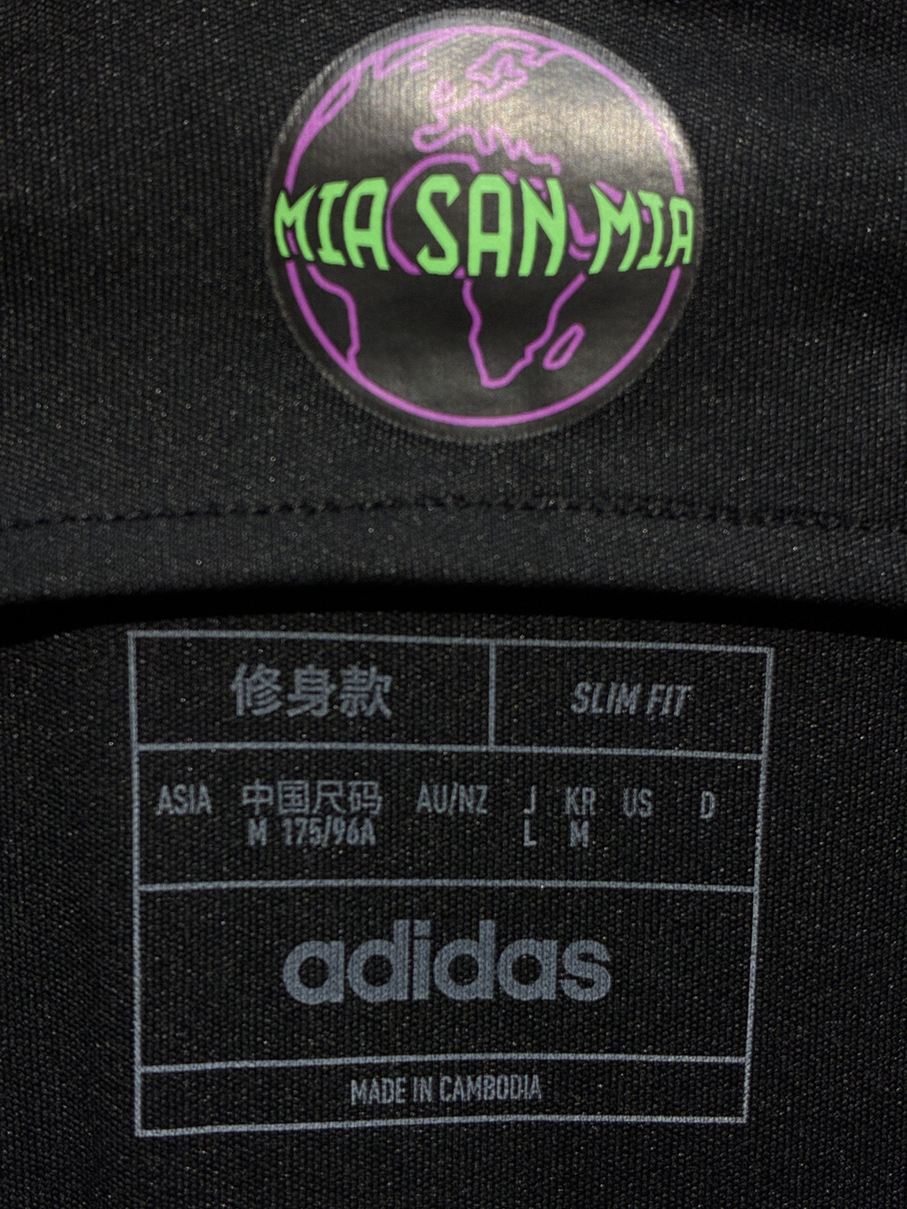 MIA SAN MIA
修身款 SLIM FIT
ASIA 中国尺码 AU/NZ J KR US D
M 175/96A L M
adidas
MADE IN CAMBODIA